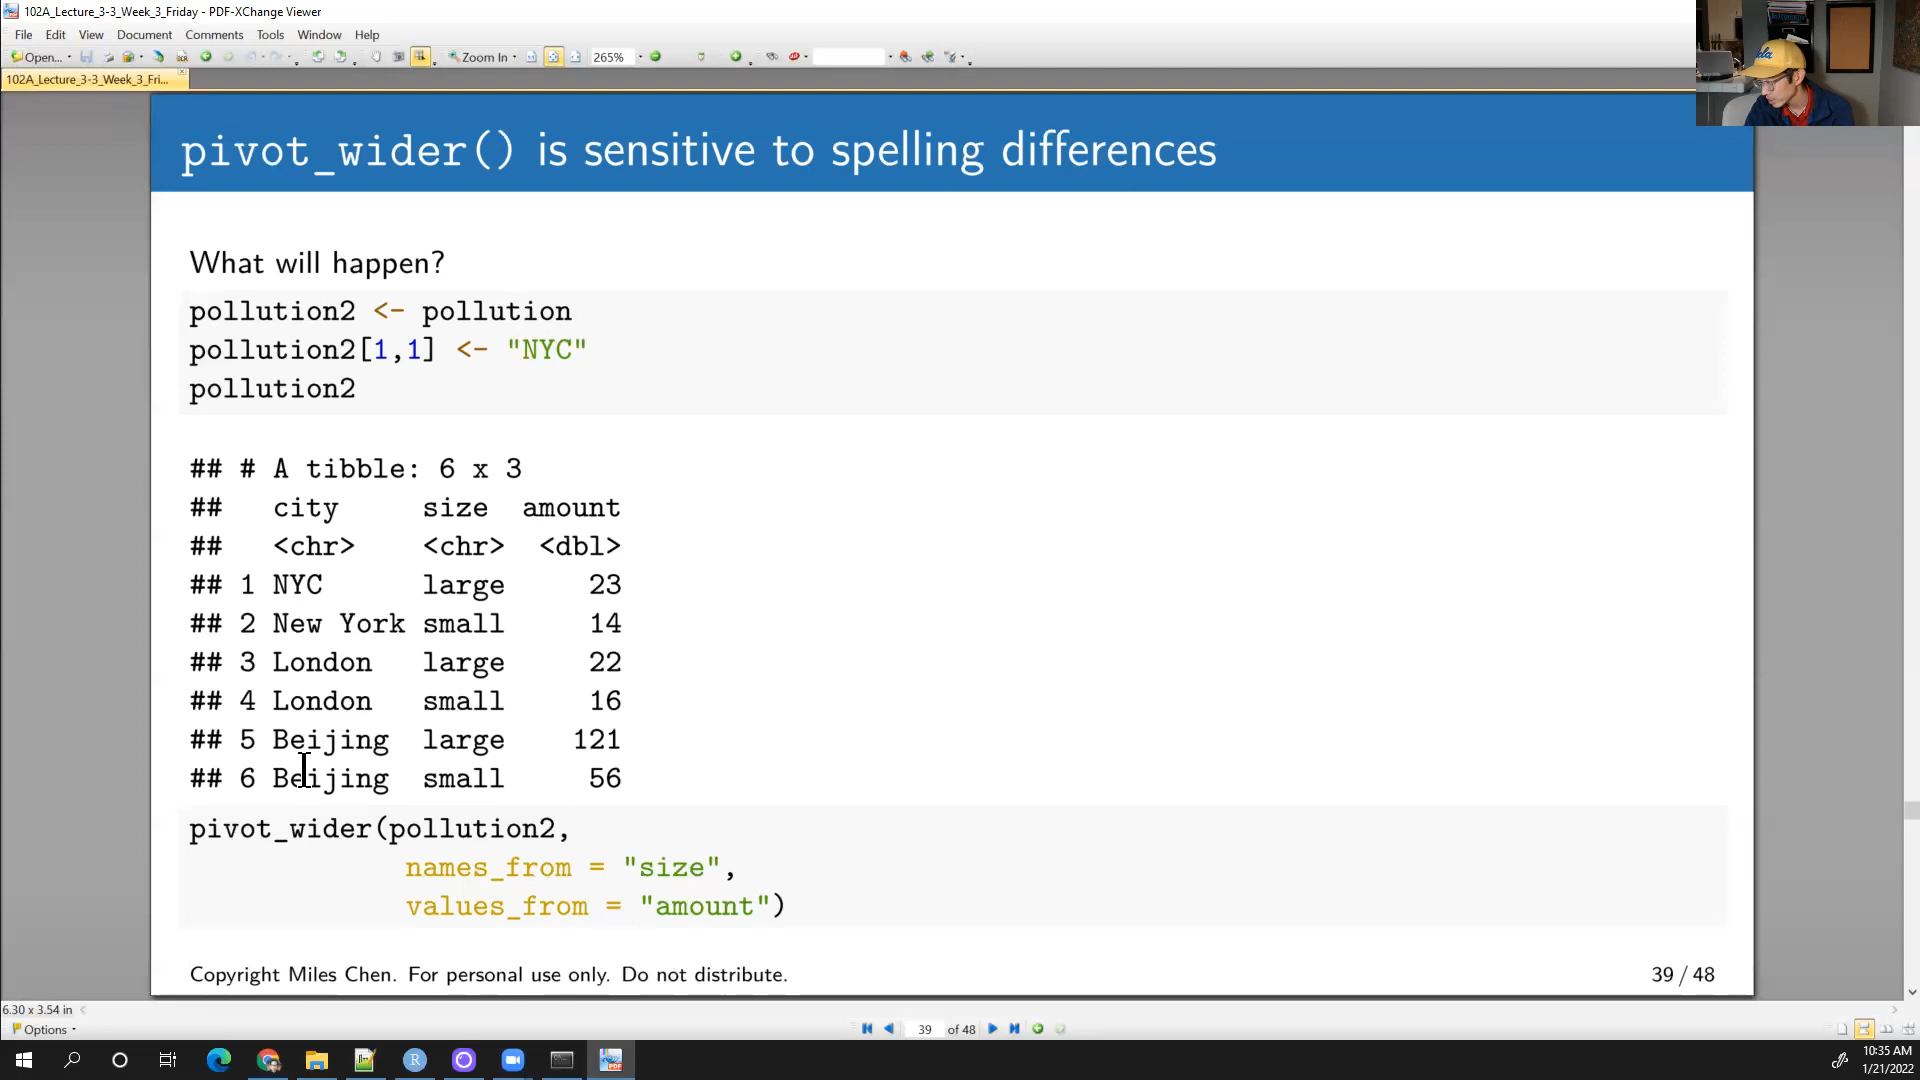 102A_Lecture_3-3_Week_3_Friday - PDF-XChange Viewer
File Edit View Document Comments Tools Window Help
Open... Zoom In 265%
102A_Lecture_3-3_Week_3_Fri...
pivot_wider() is sensitive to spelling differences
What will happen?
pollution2 <- pollution
pollution2[1,1] <- "NYC"
pollution2
## # A tibble: 6 x 3
## city size amount
## <chr> <chr> <dbl>
## 1 NYC large 23
## 2 New York small 14
## 3 London large 22
## 4 London small 16
## 5 Beijing large 121
## 6 Beijing small 56
pivot_wider(pollution2,
names_from = "size",
values_from = "amount")
Copyright Miles Chen. For personal use only. Do not distribute.
39 / 48
6.30 x 3.54 in
Options
39 of 48
10:35 AM
1/21/2022